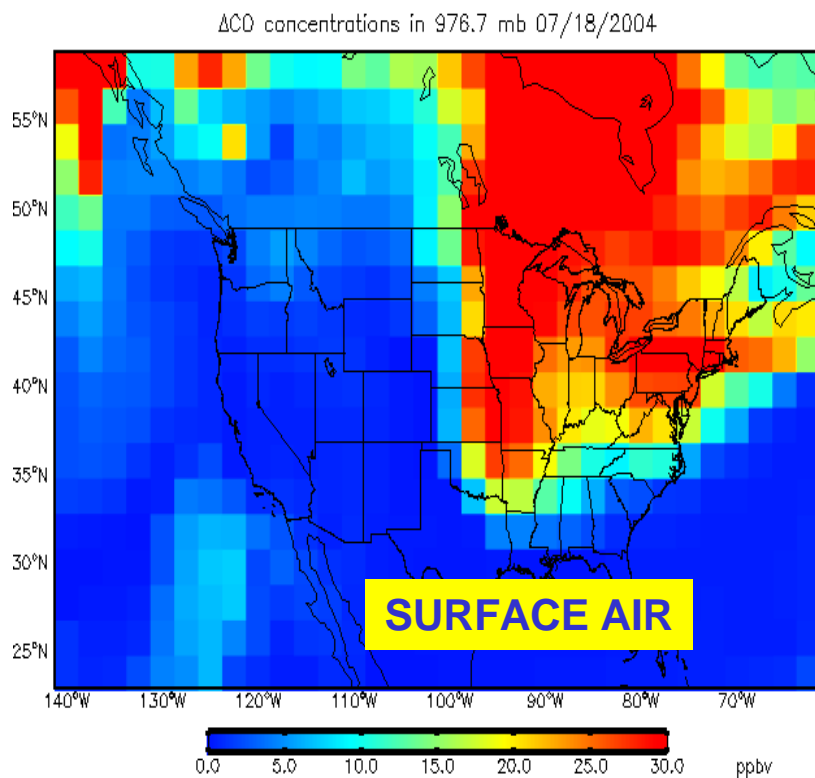 ΔCO concentrations in 976.7 mb 07/18/2004
55°N
50°N
45°N
40°N
35°N
30°N
25°N
SURFACE AIR
140°W 130°W 120°W 110°W 100°W 90°W 80°W 70°W
0.0 5.0 10.0 15.0 20.0 25.0 30.0 ppbv